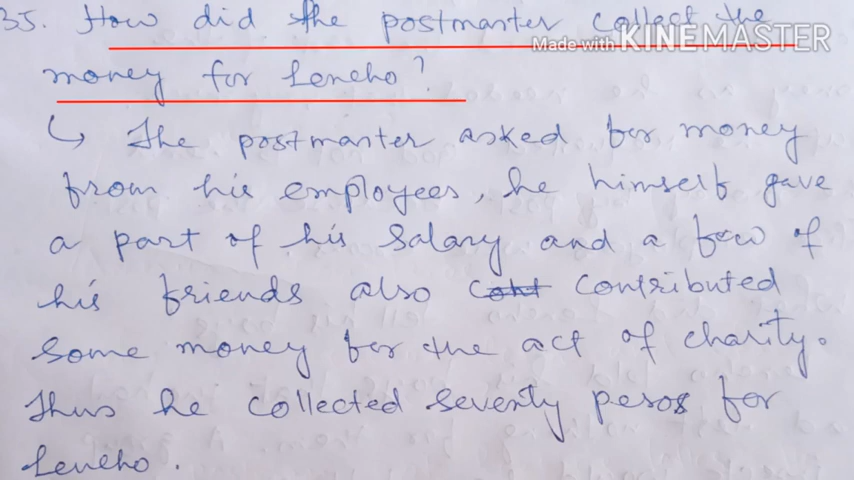 35. How did the postmaster collect the
Made with KINEMASTER
money for Lencho?
↳ The postmaster asked for money
from his employees, he himself gave
a part of his salary and a few of
his friends also contributed
some money for the act of charity.
Thus he collected seventy pesos for
Lencho.